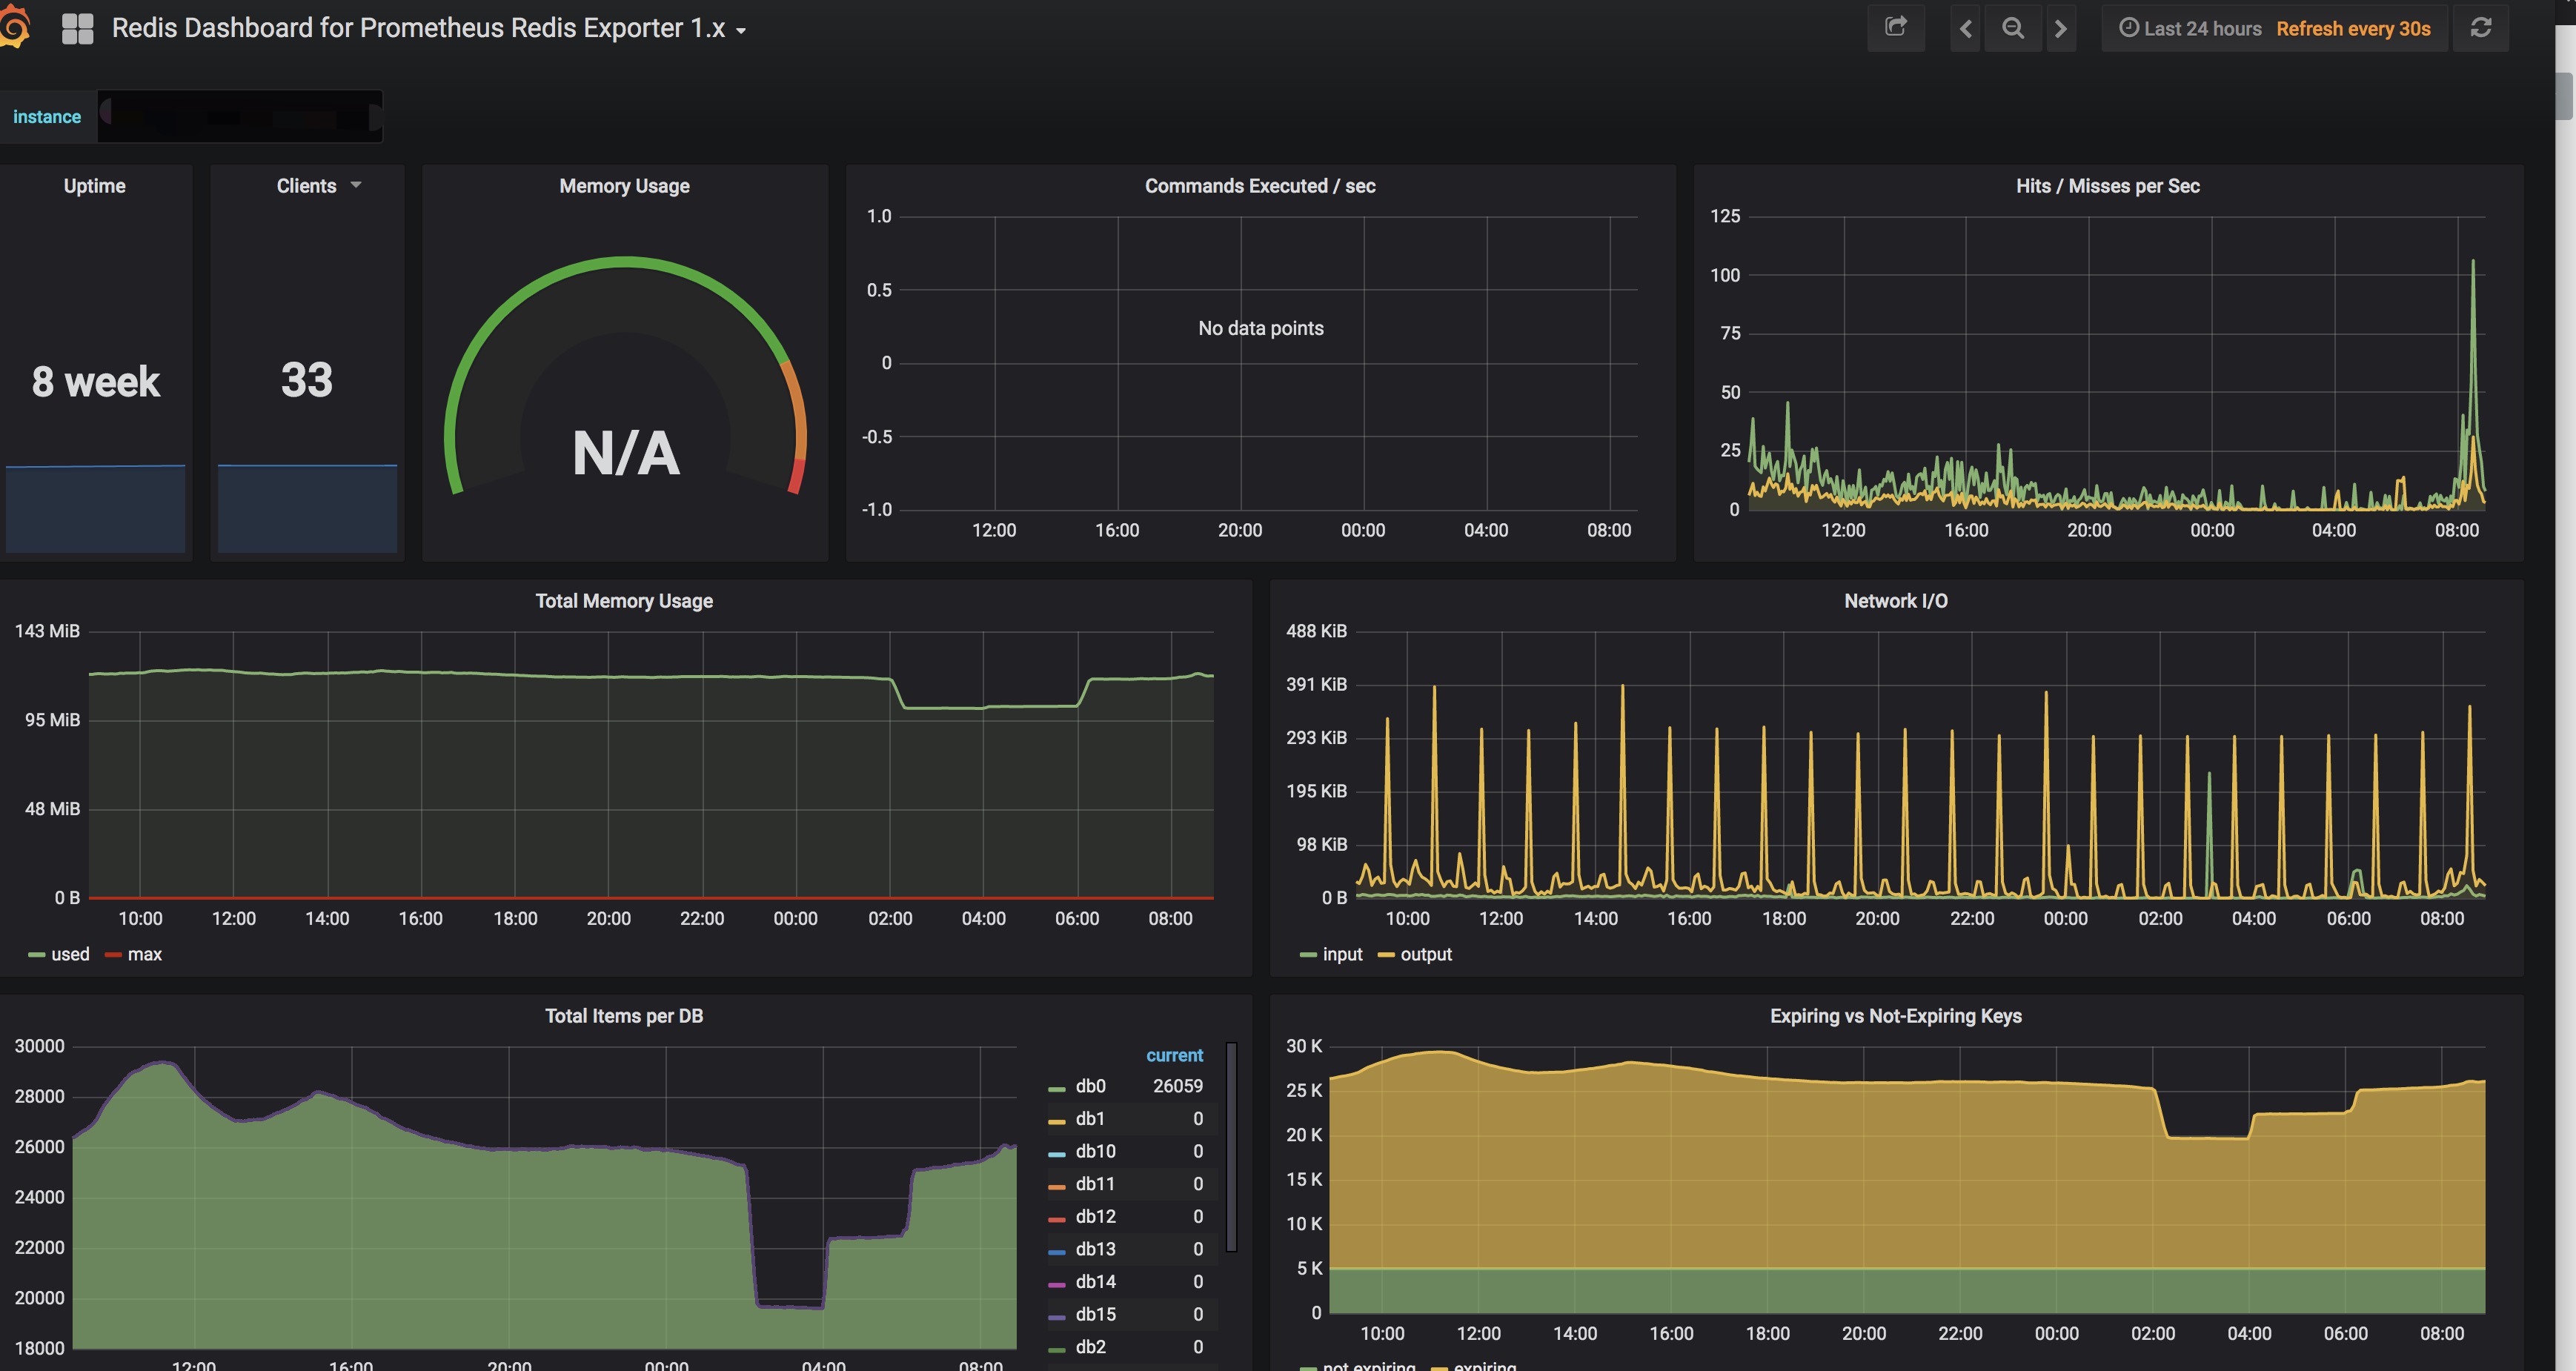 Redis Dashboard for Prometheus Redis Exporter 1.x
Last 24 hours Refresh every 30s
instance
Uptime
8 week
Clients
33
Memory Usage
N/A
Commands Executed / sec
1.0
0.5
0
-0.5
-1.0
No data points
12:00 16:00 20:00 00:00 04:00 08:00
Hits / Misses per Sec
125
100
75
50
25
0
12:00 16:00 20:00 00:00 04:00 08:00
Total Memory Usage
143 MiB
95 MiB
48 MiB
0 B
10:00 12:00 14:00 16:00 18:00 20:00 22:00 00:00 02:00 04:00 06:00 08:00
used max
Network I/O
488 KiB
391 KiB
293 KiB
195 KiB
98 KiB
0 B
10:00 12:00 14:00 16:00 18:00 20:00 22:00 00:00 02:00 04:00 06:00 08:00
input output
Total Items per DB
30000
28000
26000
24000
22000
20000
18000
12:00 16:00 20:00 00:00 04:00 08:00
current
db0 26059
db1 0
db10 0
db11 0
db12 0
db13 0
db14 0
db15 0
db2 0
Expiring vs Not-Expiring Keys
30 K
25 K
20 K
15 K
10 K
5 K
0
10:00 12:00 14:00 16:00 18:00 20:00 22:00 00:00 02:00 04:00 06:00 08:00
not expiring expiring